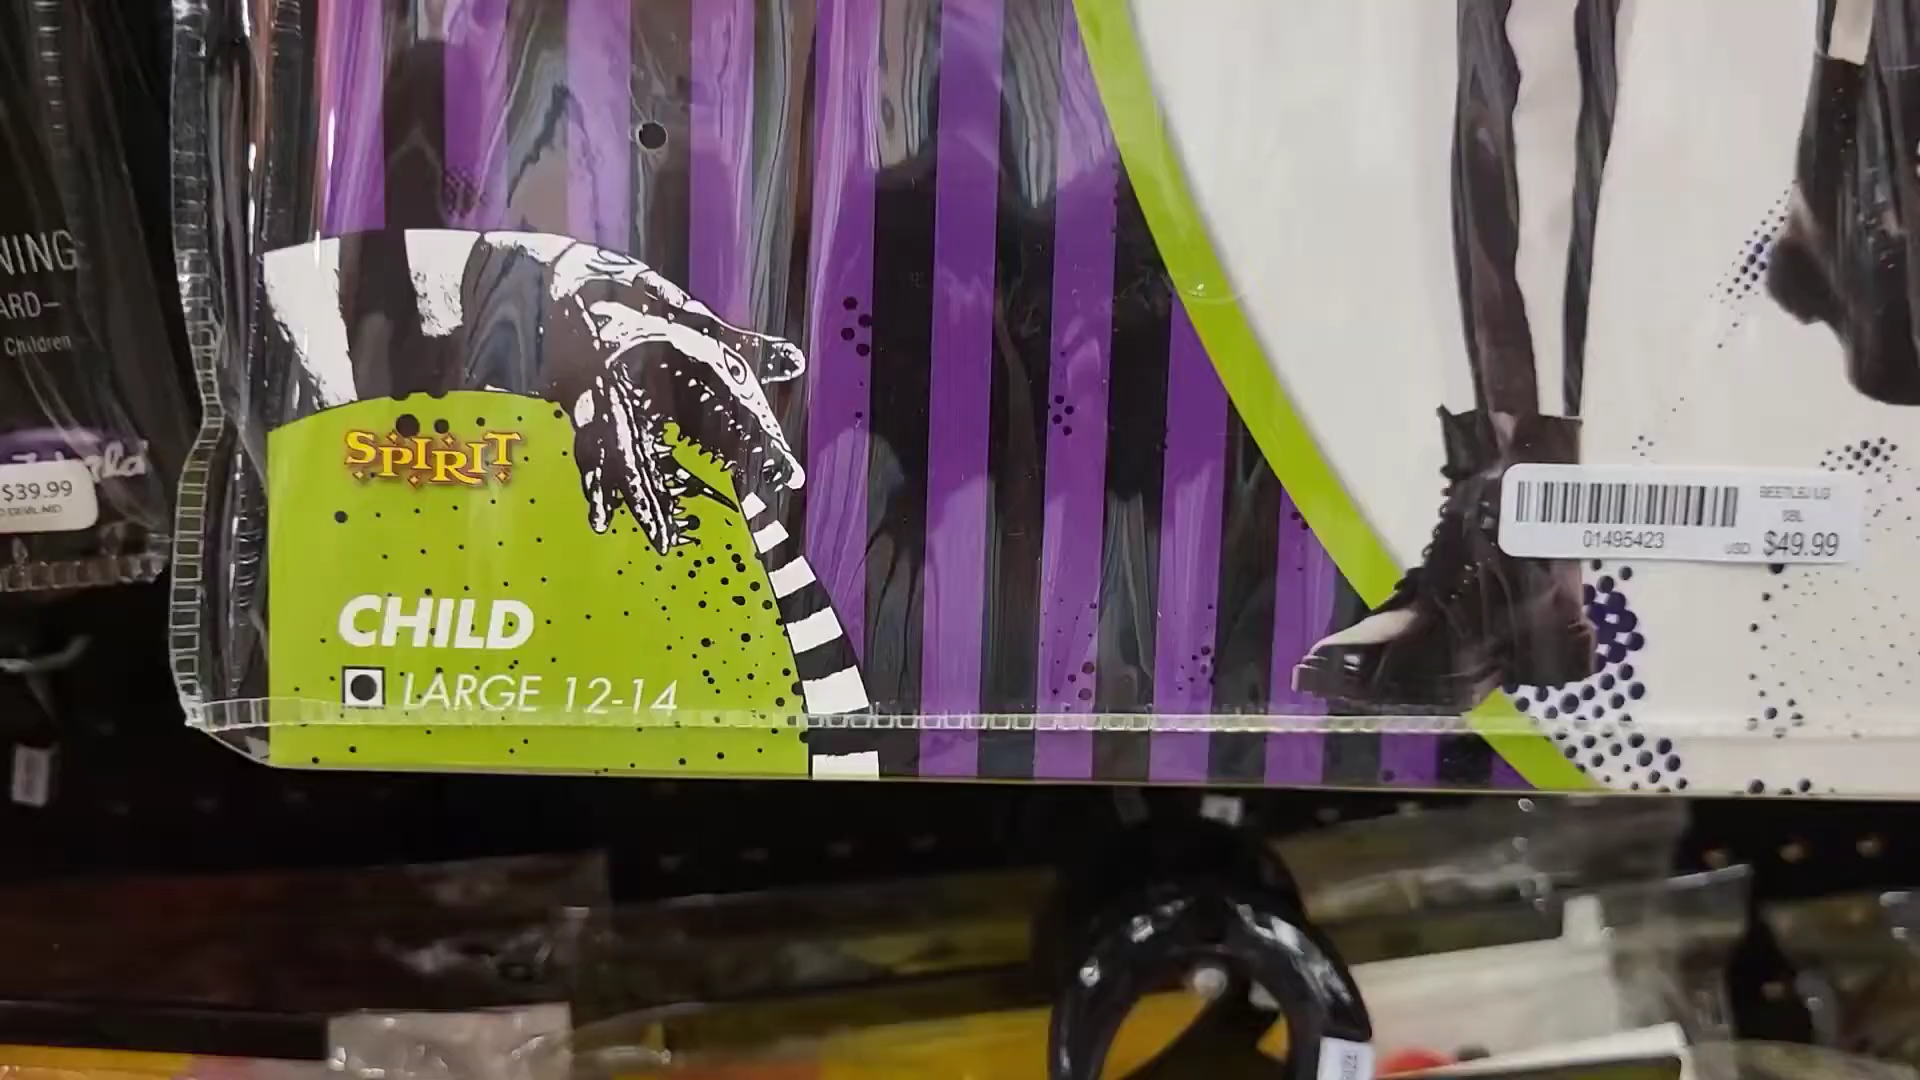 NING
ARD-
Children
$39.99
D DEVIL MD
SPIRIT
CHILD
LARGE 12-14
BEETLEJ LG
01495423
USD $49.99